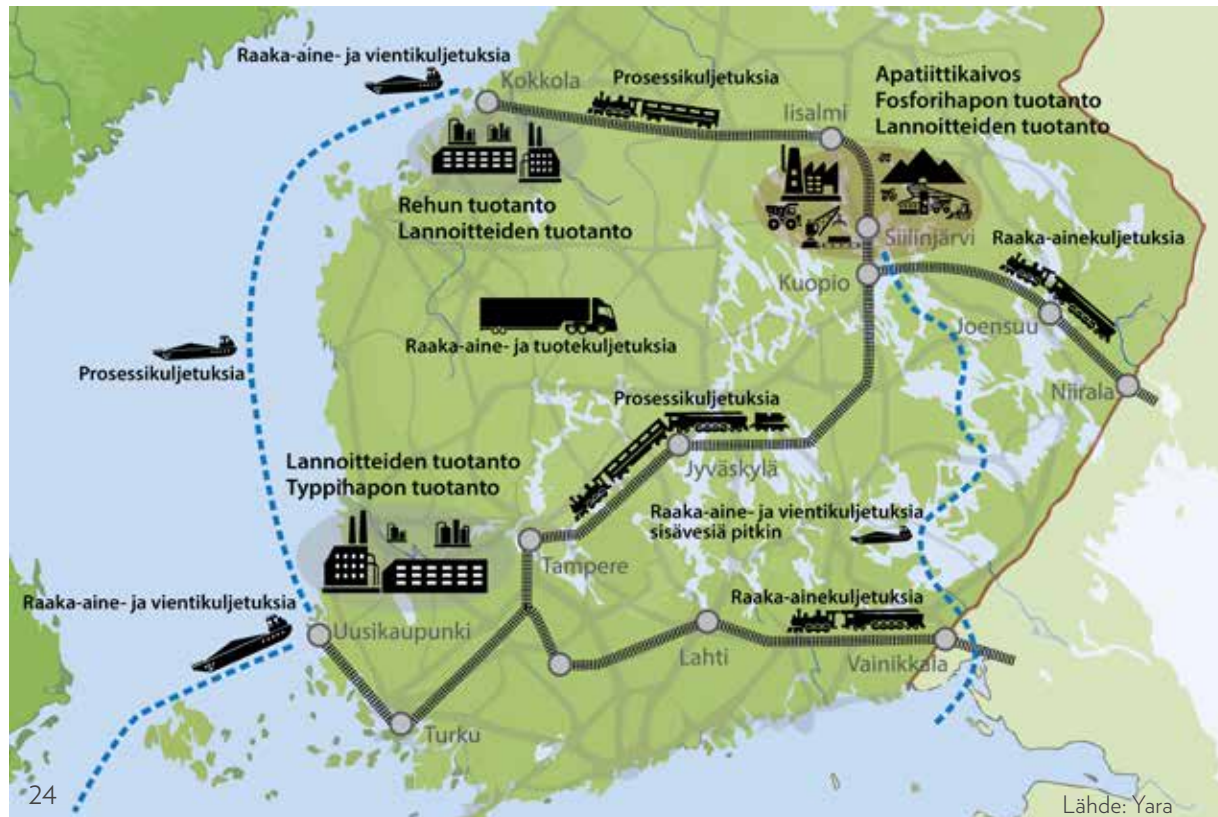 Raaka-aine- ja vientikuljetuksia
Kokkola
Prosessikuljetuksia
Iisalmi
Apatiittikaivos
Fosforihapon tuotanto
Lannoitteiden tuotanto
Rehun tuotanto
Lannoitteiden tuotanto
Siilinjärvi
Raaka-ainekuljetuksia
Kuopio
Joensuu
Raaka-aine- ja tuotekuljetuksia
Prosessikuljetuksia
Niirala
Prosessikuljetuksia
Jyväskylä
Lannoitteiden tuotanto
Typpihapon tuotanto
Raaka-aine- ja vientikuljetuksia
sisävesiä pitkin
Tampere
Raaka-aine- ja vientikuljetuksia
Raaka-ainekuljetuksia
Uusikaupunki
Lahti
Vainikkala
Turku
24
Lähde: Yara